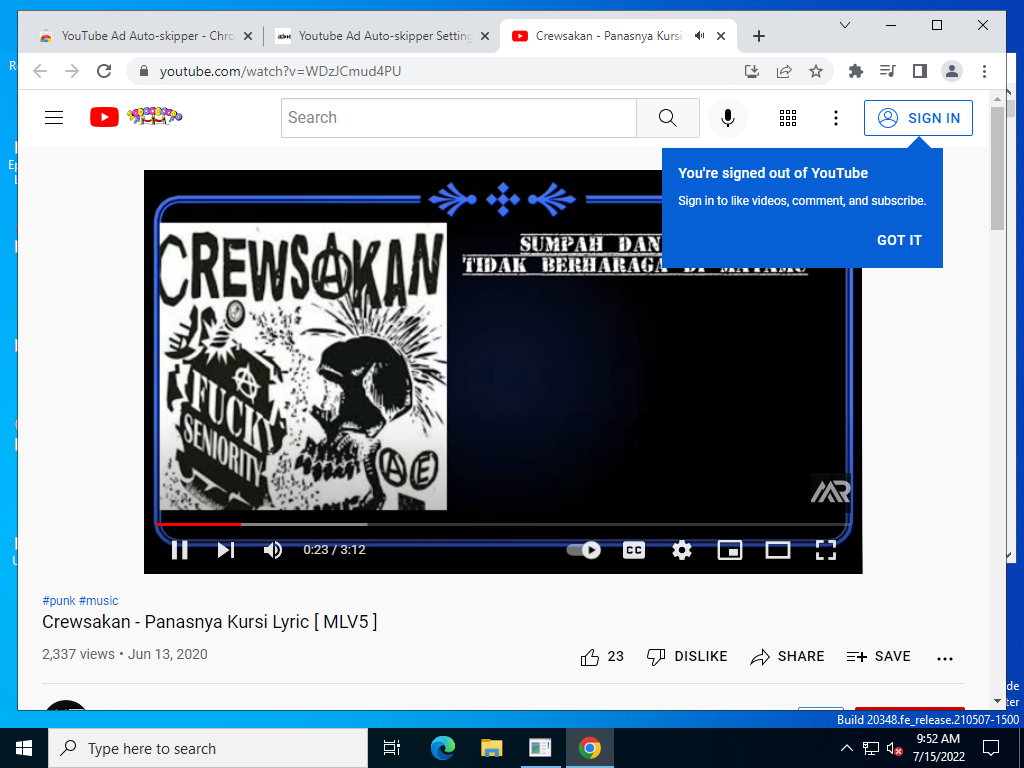 YouTube Ad Auto-skipper - Chro
Youtube Ad Auto-skipper Setting
Crewsakan - Panasnya Kursi
youtube.com/watch?v=WDzJCmud4PU
Search
SIGN IN
You're signed out of YouTube
Sign in to like videos, comment, and subscribe.
GOT IT
CREWSAKAN
SUMPAH DAN
TIDAK BERHARAGA DI MATAMU
FUCK
SENIORITY
A E
MR
0:23 / 3:12
CC
#punk #music
Crewsakan - Panasnya Kursi Lyric [ MLV5 ]
2,337 views • Jun 13, 2020
23
DISLIKE
SHARE
SAVE
Build 20348.fe_release.210507-1500
Type here to search
9:52 AM
7/15/2022